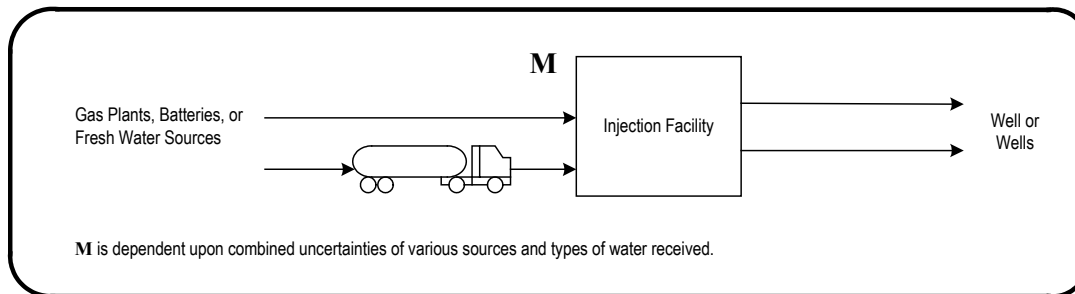 M
Gas Plants, Batteries, or
Fresh Water Sources
Injection Facility
Well or
Wells
M is dependent upon combined uncertainties of various sources and types of water received.